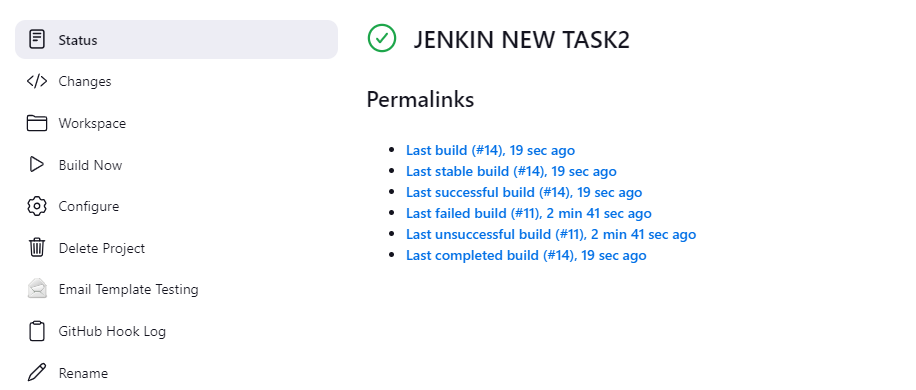 Status
Changes
Workspace
Build Now
Configure
Delete Project
Email Template Testing
GitHub Hook Log
Rename
JENKIN NEW TASK2
Permalinks
Last build (#14), 19 sec ago
Last stable build (#14), 19 sec ago
Last successful build (#14), 19 sec ago
Last failed build (#11), 2 min 41 sec ago
Last unsuccessful build (#11), 2 min 41 sec ago
Last completed build (#14), 19 sec ago